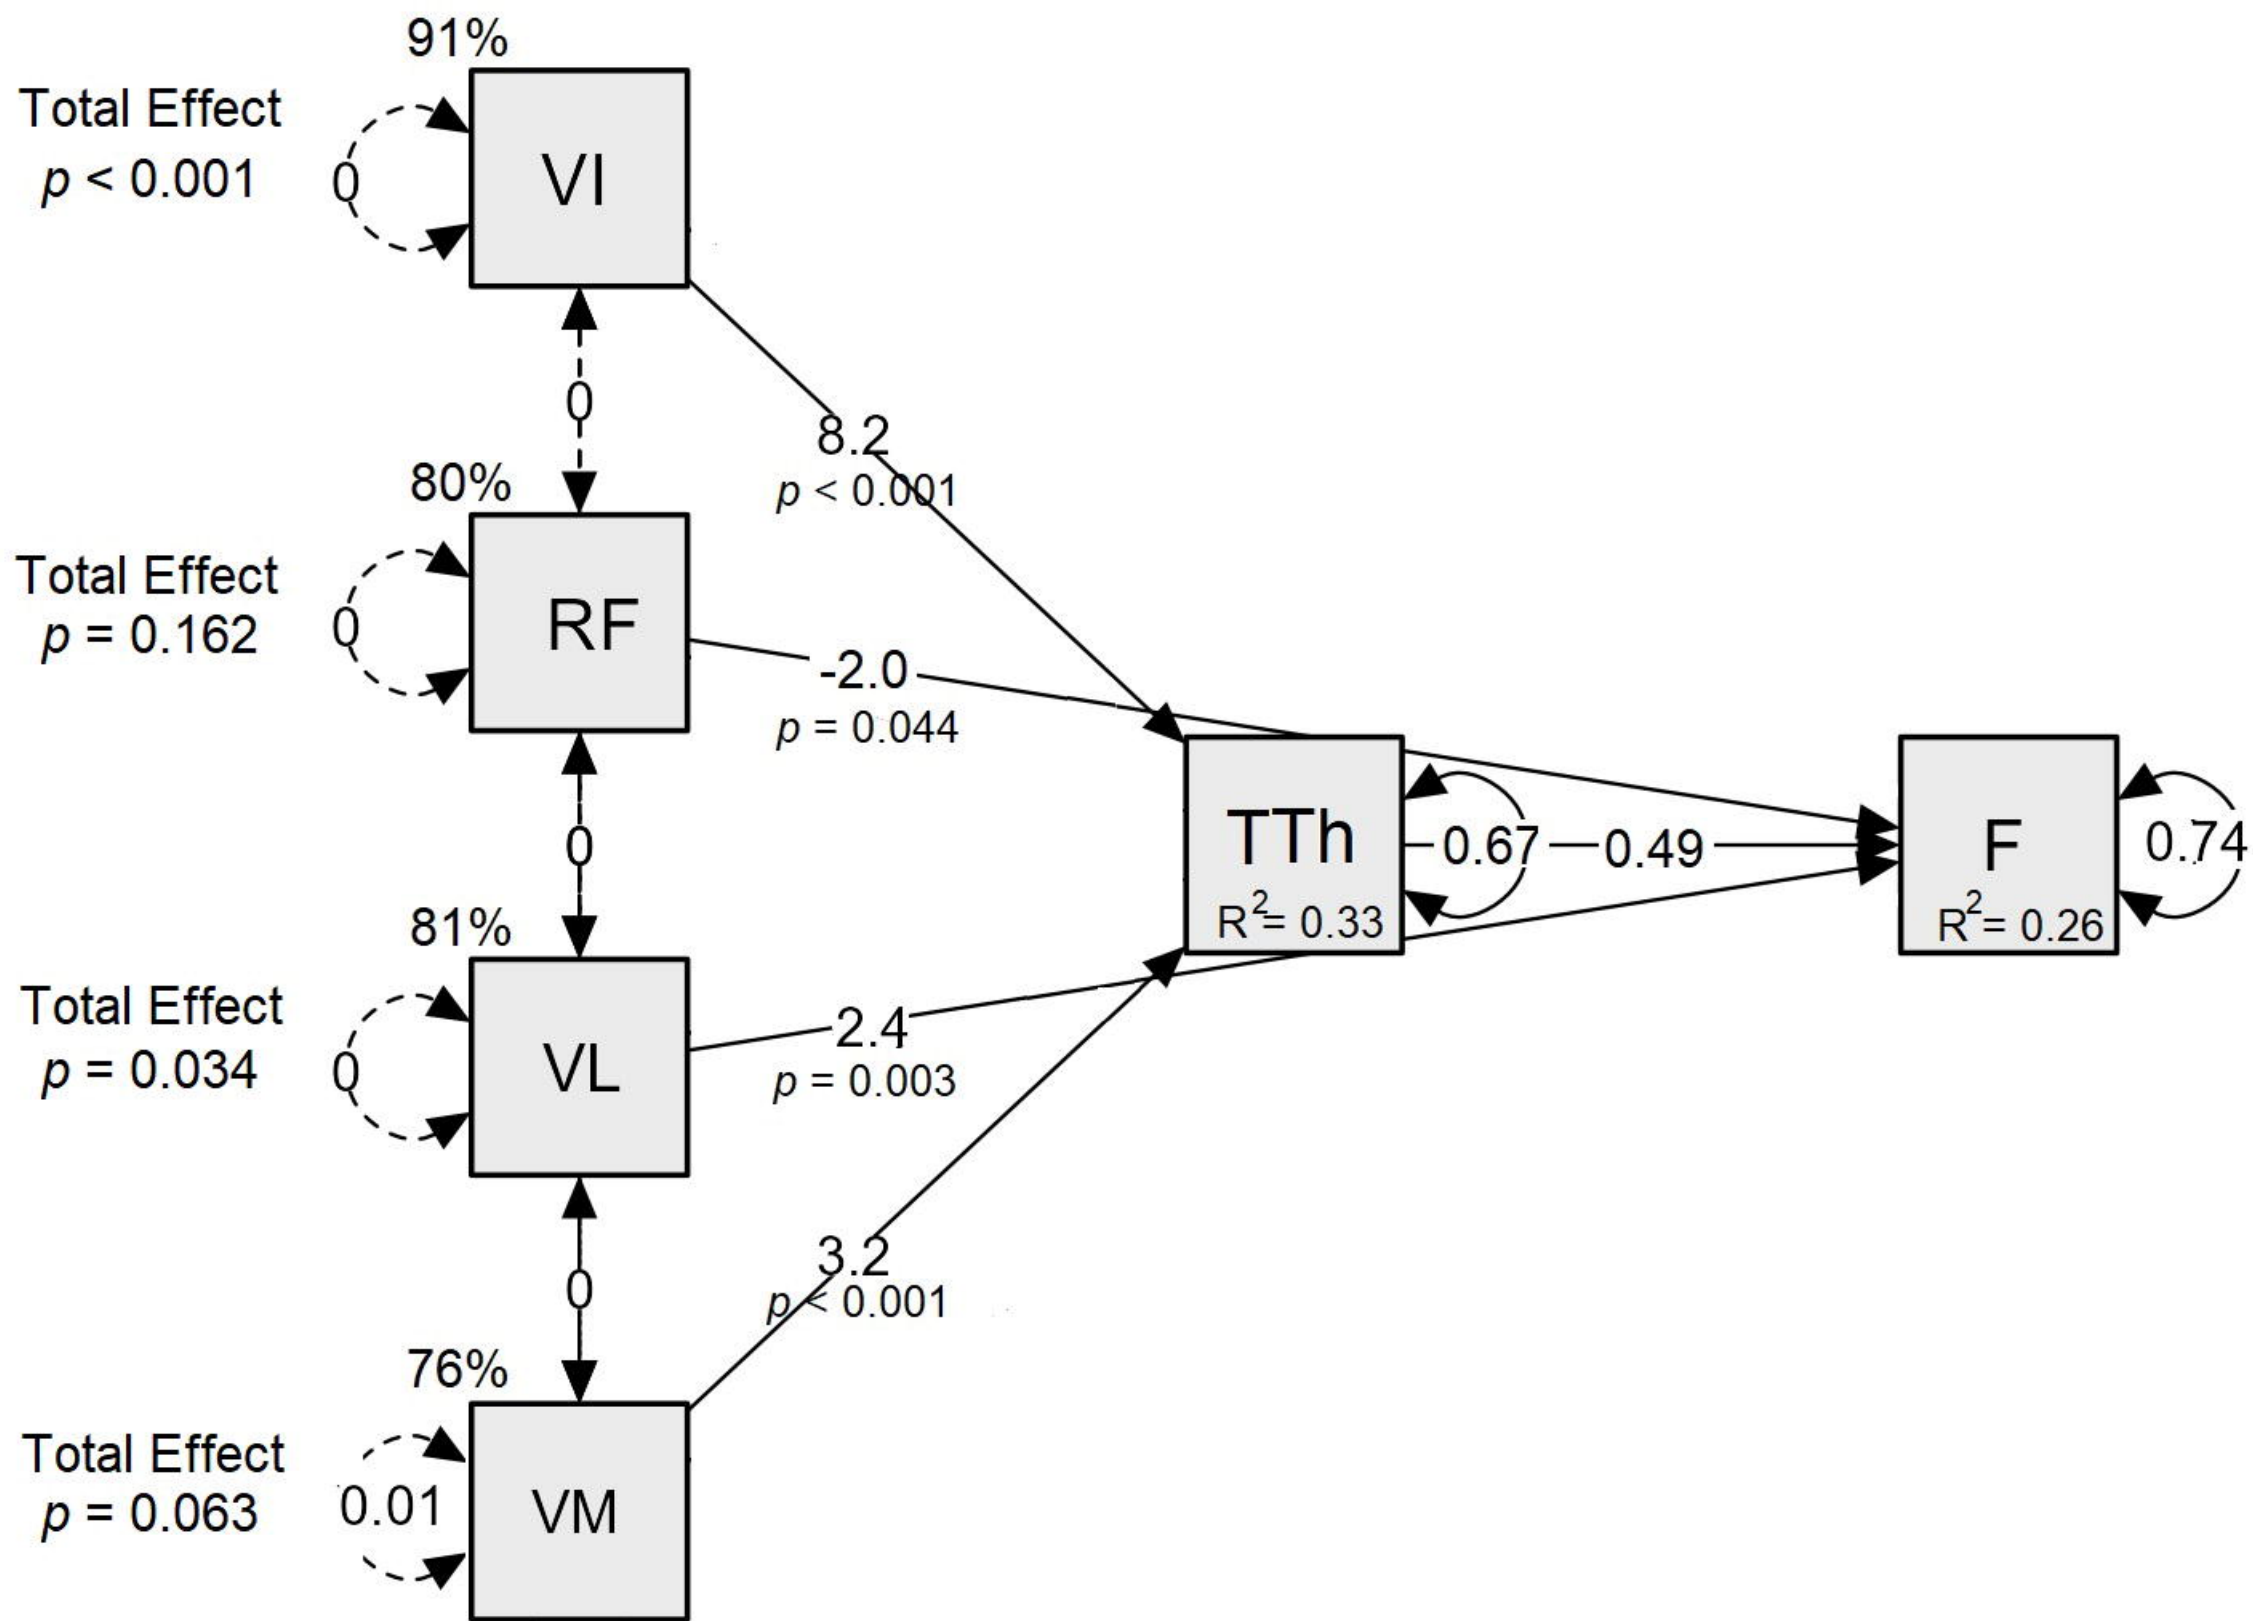 91%
Total Effect
p < 0.001
0
VI
0
8.2
p < 0.001
80%
Total Effect
p = 0.162
0
RF
-2.0
p = 0.044
0
TTh
R²= 0.33
0.67
0.49
F
R²= 0.26
0.74
81%
Total Effect
p = 0.034
0
VL
2.4
p = 0.003
0
3.2
p < 0.001
76%
Total Effect
p = 0.063
0.01
VM